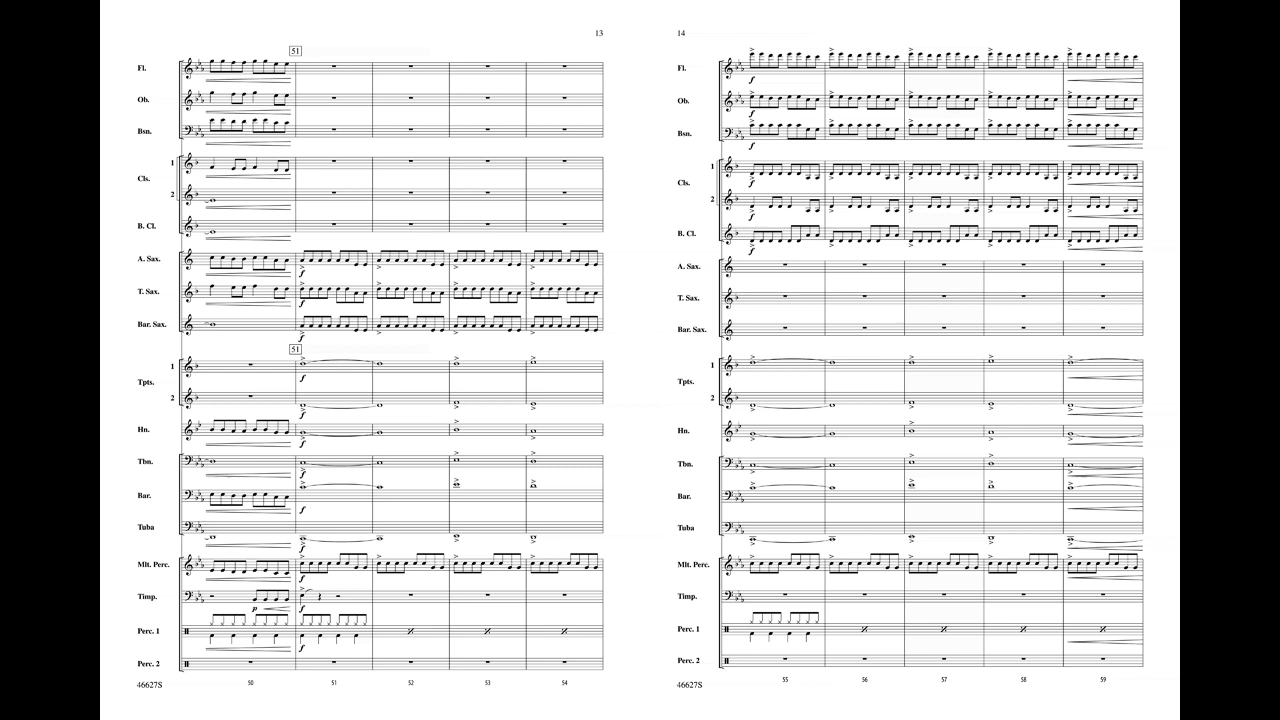 13
51
Fl.
Ob.
Bsn.
1
Cls.
2
B. Cl.
A. Sax.
f
T. Sax.
f
Bar. Sax.
f
51
1
f
Tpts.
2
f
Hn.
f
Tbn.
f
Bar.
f
Tuba
f
Mlt. Perc.
f
Timp.
p f
Perc. 1
f
Perc. 2
46627S
50 51 52 53 54
14
Fl.
f
Ob.
f
Bsn.
f
1
f
Cls.
2
f
B. Cl.
f
A. Sax.
T. Sax.
Bar. Sax.
1
Tpts.
2
Hn.
Tbn.
Bar.
Tuba
Mlt. Perc.
Timp.
Perc. 1
Perc. 2
46627S
55 56 57 58 59